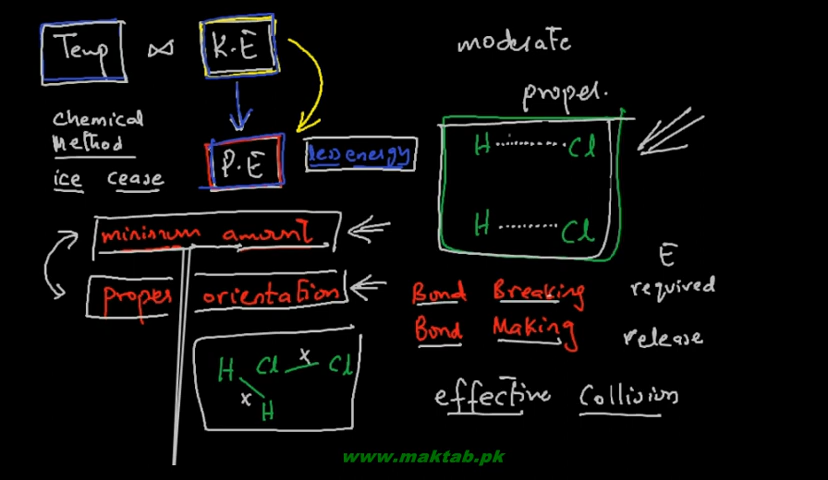 Temp ⋈ K.E
Chemical
Method
ice cease
P.E
less energy
minimum amount
proper orientation
H Cl x Cl
x
H
moderate
proper.
H Cl
H Cl
E
required
Bond Breaking
Bond Making
release
effective Collision
www.maktab.pk